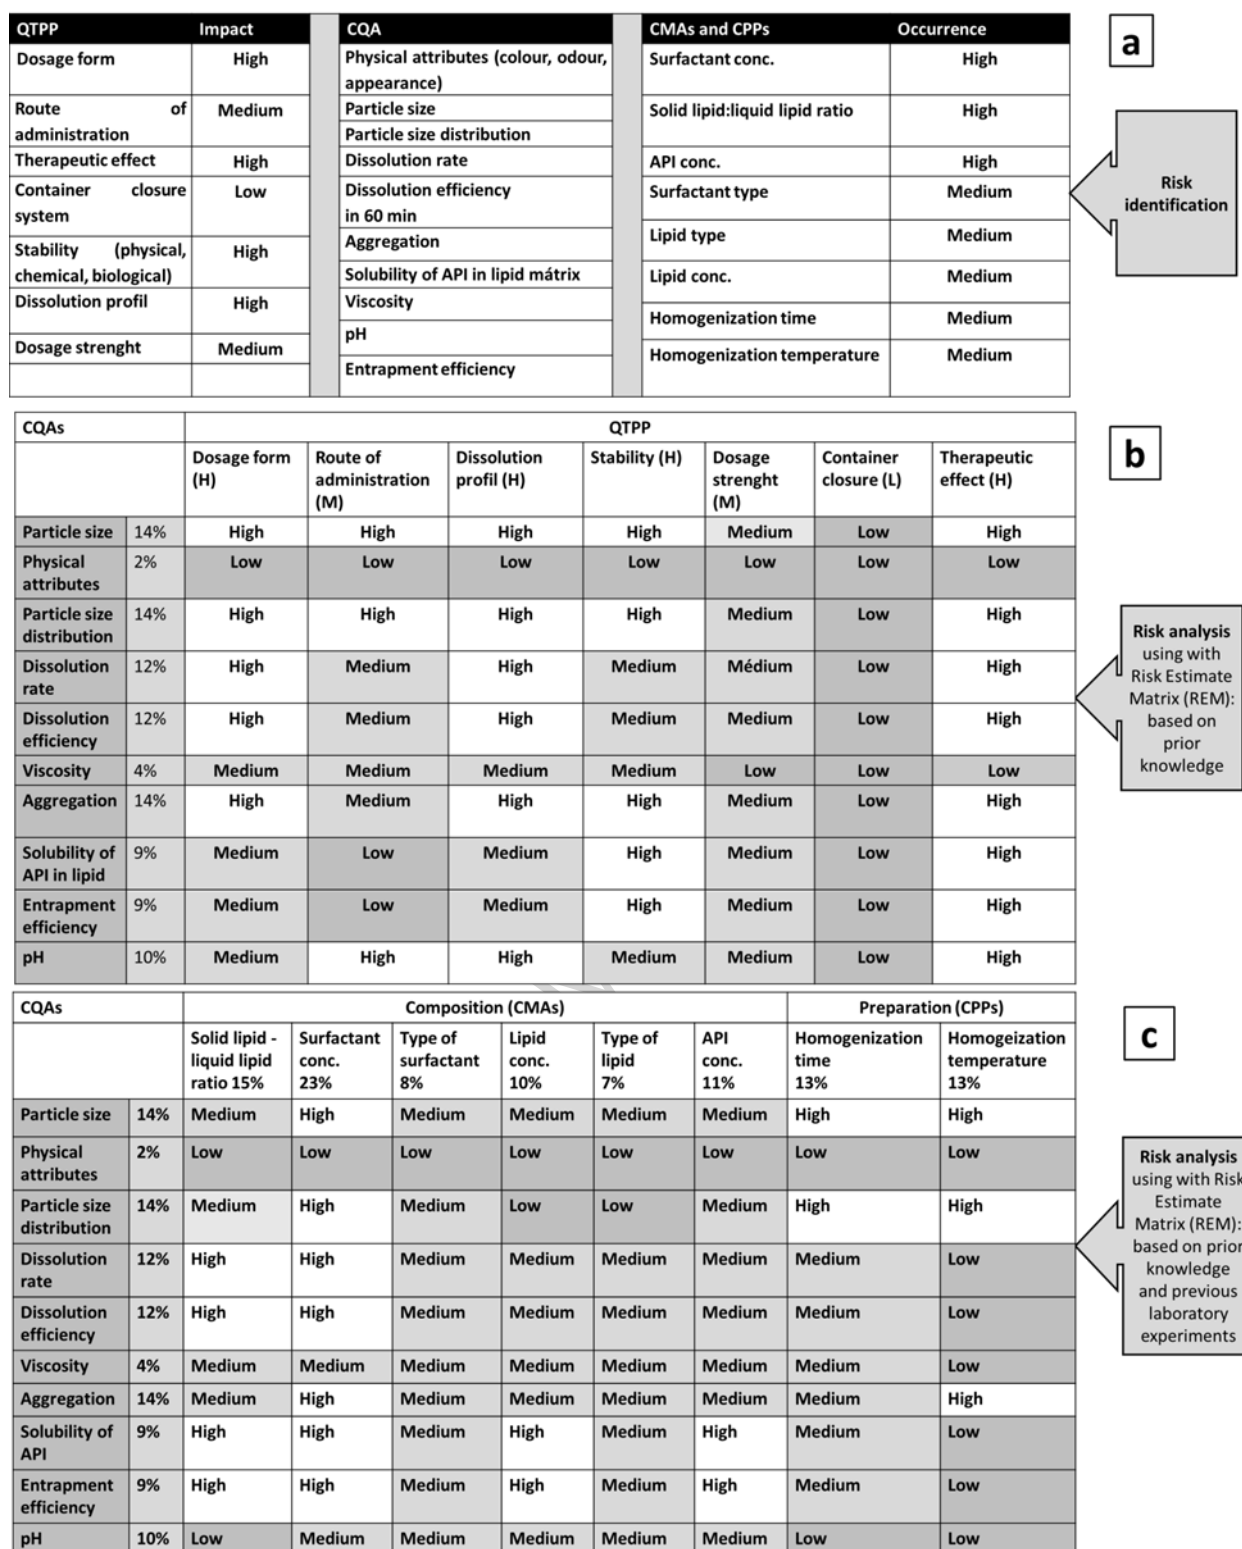 QTPP Impact CQA CMAs and CPPs Occurrence
a
Dosage form High Physical attributes (colour, odour, appearance) Surfactant conc. High
Route of administration Medium Particle size Solid lipid:liquid lipid ratio High
Particle size distribution
Therapeutic effect High Dissolution rate API conc. High
Container closure system Low Dissolution efficiency in 60 min Surfactant type Medium
Stability (physical, chemical, biological) High Aggregation Lipid type Medium
Solubility of API in lipid mátrix Lipid conc. Medium
Dissolution profil High Viscosity Homogenization time Medium
Dosage strenght Medium pH Homogenization temperature Medium
Entrapment efficiency
Risk
identification
CQAs QTPP
b
Dosage form (H) Route of administration (M) Dissolution profil (H) Stability (H) Dosage strenght (M) Container closure (L) Therapeutic effect (H)
Particle size 14% High High High High Medium Low High
Physical attributes 2% Low Low Low Low Low Low Low
Particle size distribution 14% High High High High Medium Low High
Dissolution rate 12% High Medium High Medium Médium Low High
Dissolution efficiency 12% High Medium High Medium Medium Low High
Viscosity 4% Medium Medium Medium Medium Low Low Low
Aggregation 14% High Medium High High Medium Low High
Solubility of API in lipid 9% Medium Low Medium High Medium Low High
Entrapment efficiency 9% Medium Low Medium High Medium Low High
pH 10% Medium High High Medium Medium Low High
Risk analysis
using with
Risk Estimate
Matrix (REM):
based on
prior
knowledge
CQAs Composition (CMAs) Preparation (CPPs)
c
Solid lipid - liquid lipid ratio 15% Surfactant conc. 23% Type of surfactant 8% Lipid conc. 10% Type of lipid 7% API conc. 11% Homogenization time 13% Homogeization temperature 13%
Particle size 14% Medium High Medium Medium Medium Medium High High
Physical attributes 2% Low Low Low Low Low Low Low Low
Particle size distribution 14% Medium High Medium Low Low Medium High High
Dissolution rate 12% High High Medium Medium Medium Medium Medium Low
Dissolution efficiency 12% High High Medium Medium Medium Medium Medium Low
Viscosity 4% Medium Medium Medium Medium Medium Medium Medium Low
Aggregation 14% Medium High Medium Medium Medium Medium Medium High
Solubility of API 9% High High Medium High Medium High Medium Low
Entrapment efficiency 9% High High Medium High Medium High Medium Low
pH 10% Low Medium Medium Medium Medium Medium Low Low
Risk analysis
using with Risk
Estimate
Matrix (REM):
based on prior
knowledge
and previous
laboratory
experiments